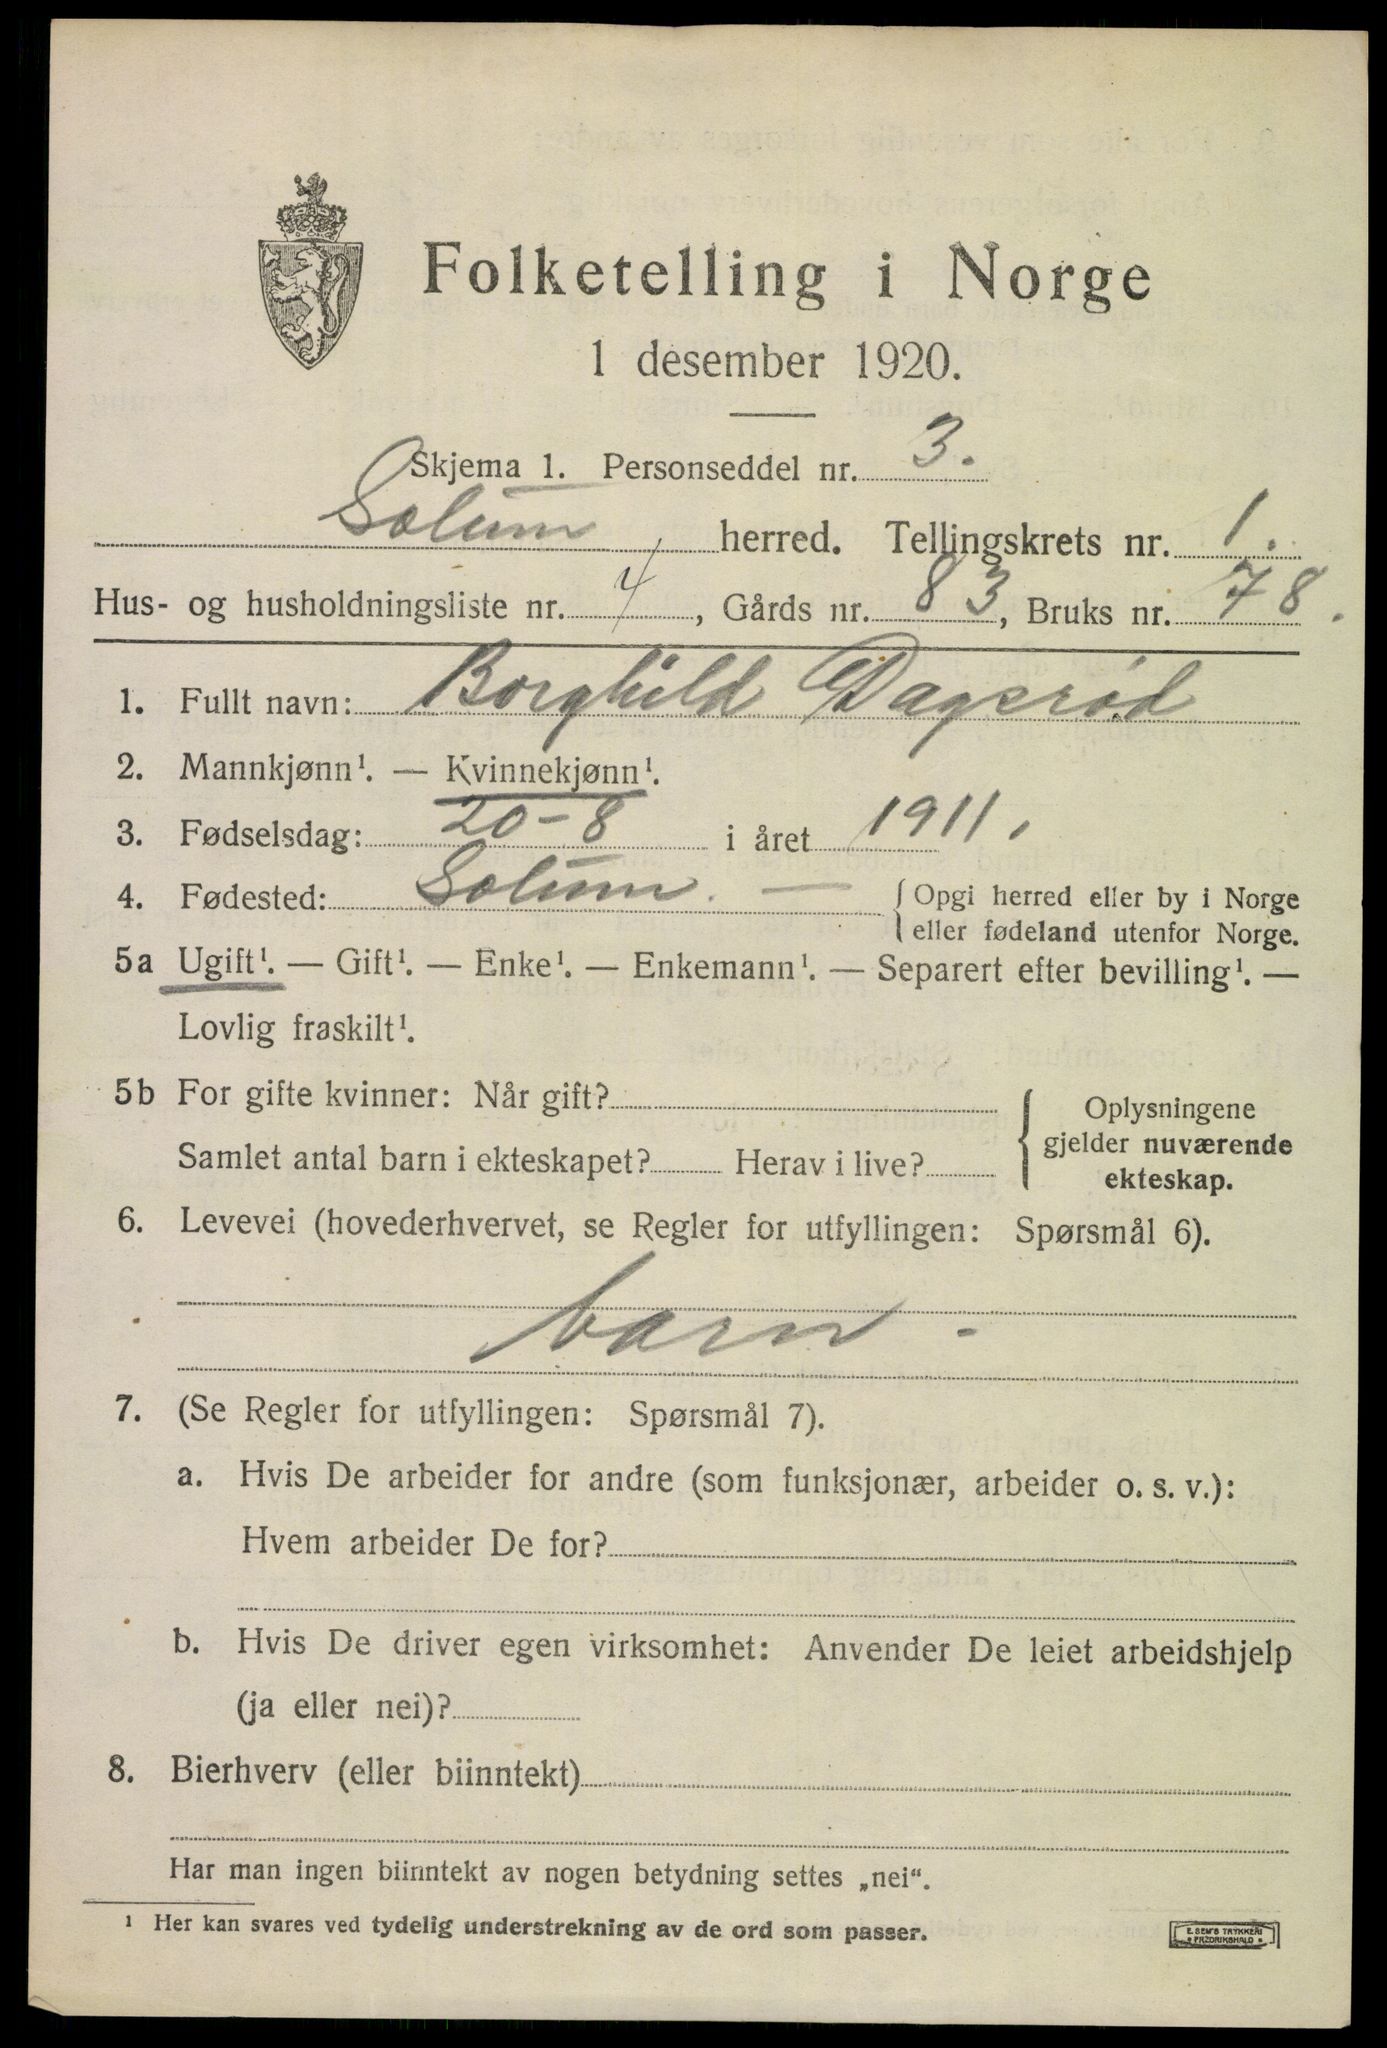 Folketelling i Norge
1 desember 1920.
Skjema 1. Personseddel nr. 3.
Solum herred. Tellingskrets nr. 1.
Hus- og husholdningsliste nr. 4, Gårds nr. 83, Bruks nr. 78.
1. Fullt navn: Borghild Dagsrød
2. Mannkjønn¹. — Kvinnekjønn¹.
3. Fødselsdag: 20-8 i året 1911.
4. Fødested: Solum. — { Opgi herred eller by i Norge
eller fødeland utenfor Norge.
5a Ugift¹. — Gift¹. — Enke¹. — Enkemann¹. — Separert efter bevilling¹. —
Lovlig fraskilt¹.
5b For gifte kvinner: Når gift? { Oplysningene
gjelder nuværende
Samlet antal barn i ekteskapet? Herav i live?
ekteskap.
6. Levevei (hovederhvervet, se Regler for utfyllingen: Spørsmål 6).
barn -
7. (Se Regler for utfyllingen: Spørsmål 7).
a. Hvis De arbeider for andre (som funksjonær, arbeider o. s. v.):
Hvem arbeider De for?
b. Hvis De driver egen virksomhet: Anvender De leiet arbeidshjelp
(ja eller nei)?
8. Bierhverv (eller biinntekt)
Har man ingen biinntekt av nogen betydning settes „nei“.
¹ Her kan svares ved tydelig understrekning av de ord som passer.
E. SEM'S TRYKKERI
FREDRIKSHALD